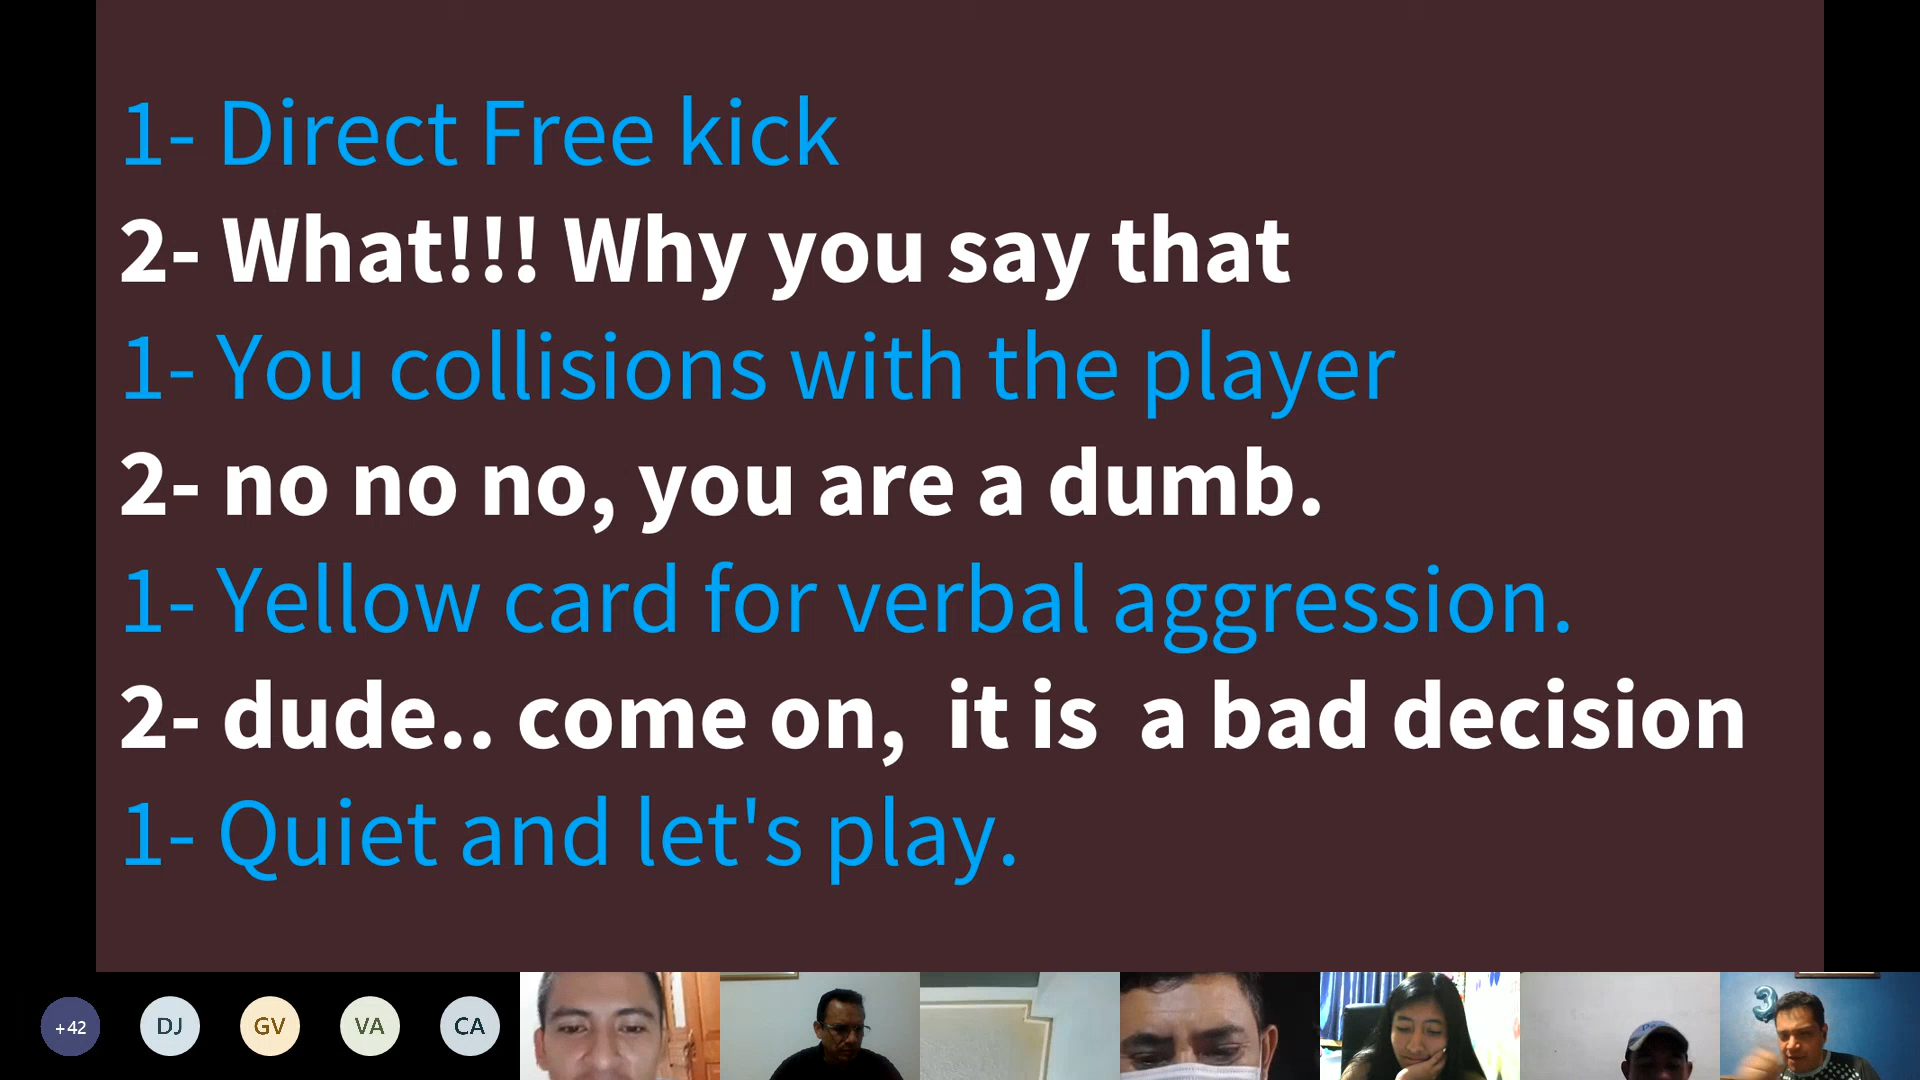 1- Direct Free kick
2- What!!! Why you say that
1- You collisions with the player
2- no no no, you are a dumb.
1- Yellow card for verbal aggression.
2- dude.. come on,  it is  a bad decision
1- Quiet and let's play.
+42 DJ GV VA CA
3